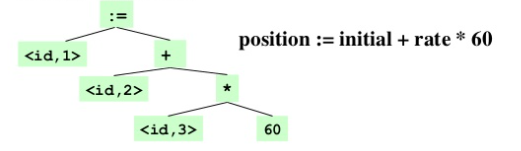 :=
position := initial + rate * 60
<id,1> +
<id,2> *
<id,3> 60